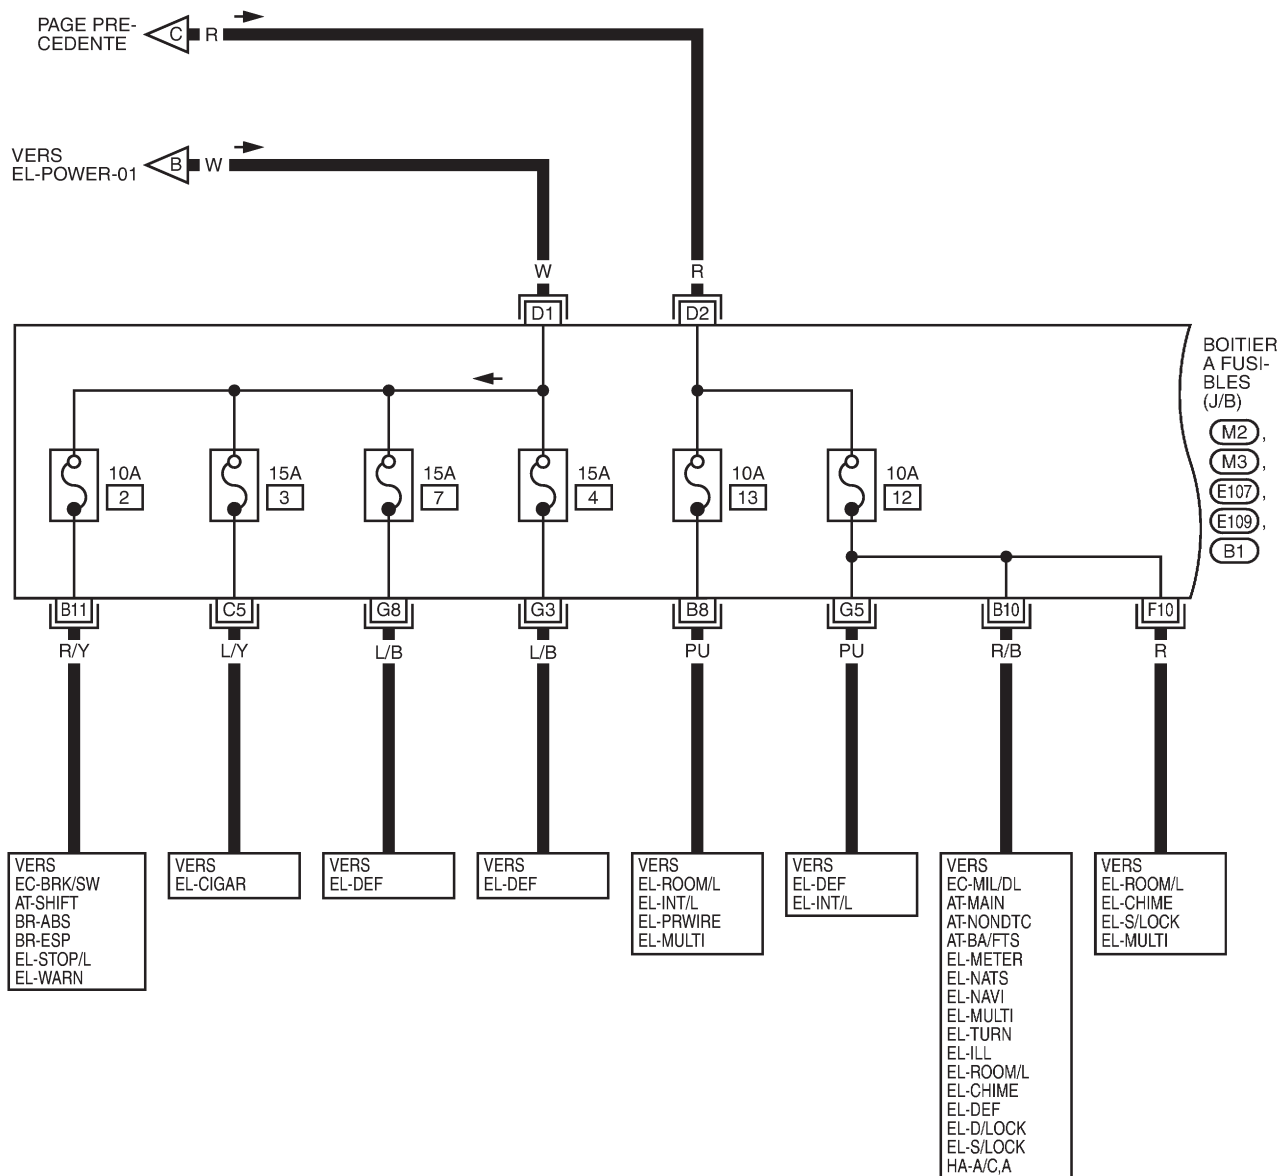 PAGE PRE-
CEDENTE
C
R
VERS
EL-POWER-01
B
W
W
R
D1
D2
BOITIER
A FUSI-
BLES
(J/B)
M2,
M3,
E107,
E109,
B1
10A
2
15A
3
15A
7
15A
4
10A
13
10A
12
B11
C5
G8
G3
B8
G5
B10
F10
R/Y
L/Y
L/B
L/B
PU
PU
R/B
R
VERS
EC-BRK/SW
AT-SHIFT
BR-ABS
BR-ESP
EL-STOP/L
EL-WARN
VERS
EL-CIGAR
VERS
EL-DEF
VERS
EL-DEF
VERS
EL-ROOM/L
EL-INT/L
EL-PRWIRE
EL-MULTI
VERS
EL-DEF
EL-INT/L
VERS
EC-MIL/DL
AT-MAIN
AT-NONDTC
AT-BA/FTS
EL-METER
EL-NATS
EL-NAVI
EL-MULTI
EL-TURN
EL-ILL
EL-ROOM/L
EL-CHIME
EL-DEF
EL-D/LOCK
EL-S/LOCK
HA-A/C,A
VERS
EL-ROOM/L
EL-CHIME
EL-S/LOCK
EL-MULTI